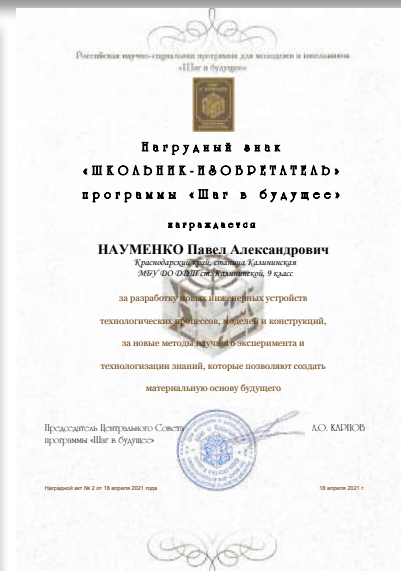 Российская научно-социальная программа для молодежи и школьников
«Шаг в будущее»
Нагрудный знак
«ШКОЛЬНИК-ИЗОБРЕТАТЕЛЬ»
программы «Шаг в будущее»
награждается
НАУМЕНКО Павел Александрович
Краснодарский край, станица Калининская
МБУ ДО ДДТ ст. Калининской, 9 класс
за разработку новых инженерных устройств
технологических процессов, моделей и конструкций,
за новые методы научного эксперимента и
технологизации знаний, которые позволяют создать
материальную основу будущего
Председатель Центрального Совета
программы «Шаг в будущее»
А.О. КАРПОВ
Наградной акт № 2 от 18 апреля 2021 года
18 апреля 2021 г.